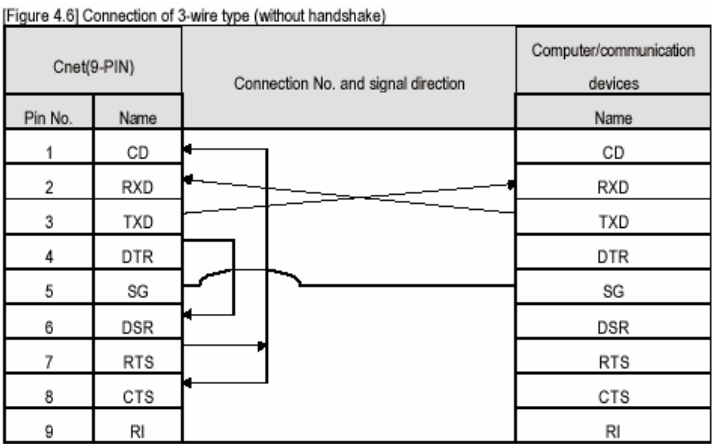 [Figure 4.6] Connection of 3-wire type (without handshake)
Cnet(9-PIN)
Connection No. and signal direction
Computer/communication
devices
Pin No. Name Name
1 CD CD
2 RXD RXD
3 TXD TXD
4 DTR DTR
5 SG SG
6 DSR DSR
7 RTS RTS
8 CTS CTS
9 RI RI